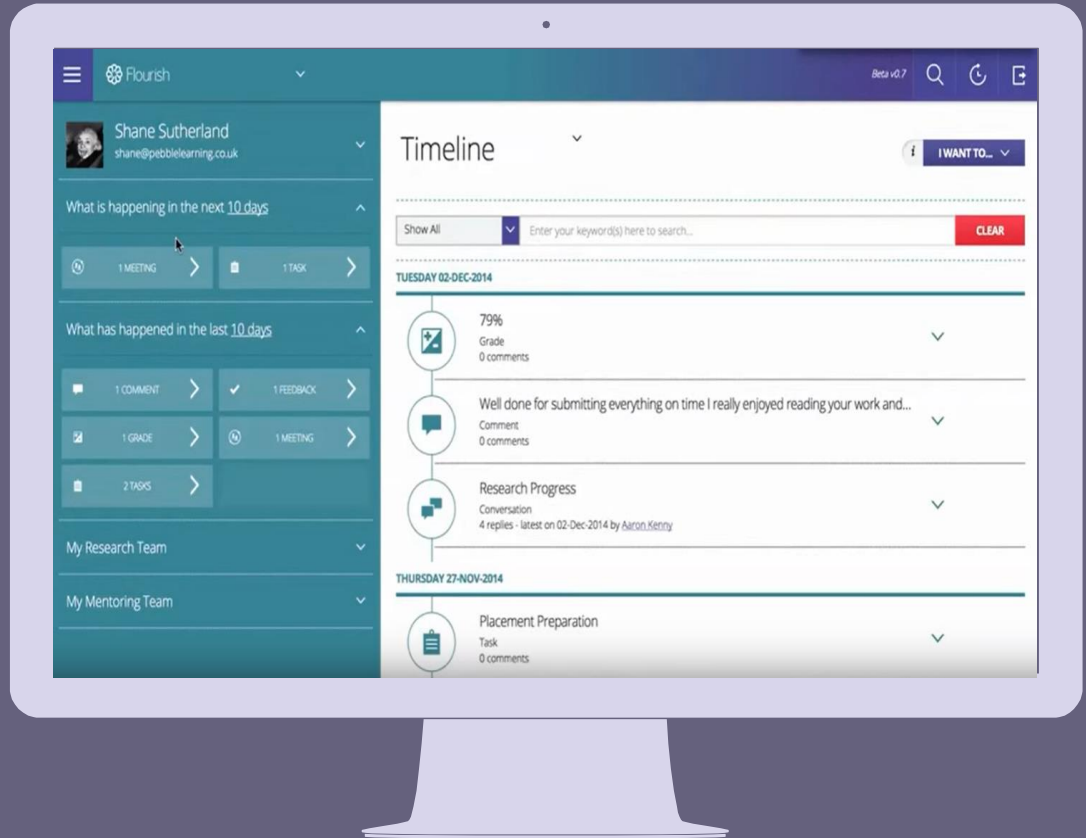 Flourish
Beta v0.7
Shane Sutherland
shane@pebblelearning.co.uk
What is happening in the next 10 days
1 MEETING
1 TASK
What has happened in the last 10 days
1 COMMENT
1 FEEDBACK
1 GRADE
1 MEETING
2 TASKS
My Research Team
My Mentoring Team
Timeline
i
I WANT TO...
Show All
Enter your keyword(s) here to search...
CLEAR
TUESDAY 02-DEC-2014
79%
Grade
0 comments
Well done for submitting everything on time I really enjoyed reading your work and...
Comment
0 comments
Research Progress
Conversation
4 replies - latest on 02-Dec-2014 by Aaron Kenny
THURSDAY 27-NOV-2014
Placement Preparation
Task
0 comments